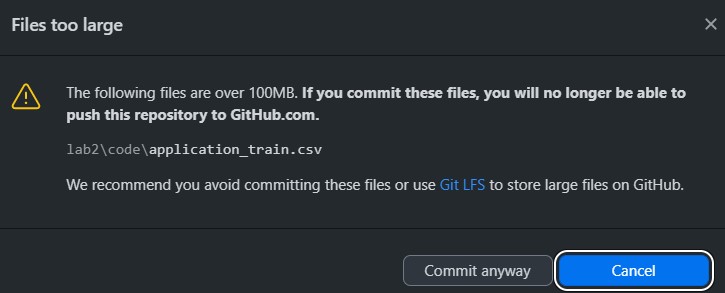 Files too large
The following files are over 100MB. If you commit these files, you will no longer be able to
push this repository to GitHub.com.
lab2\code\application_train.csv
We recommend you avoid committing these files or use Git LFS to store large files on GitHub.
Commit anyway
Cancel